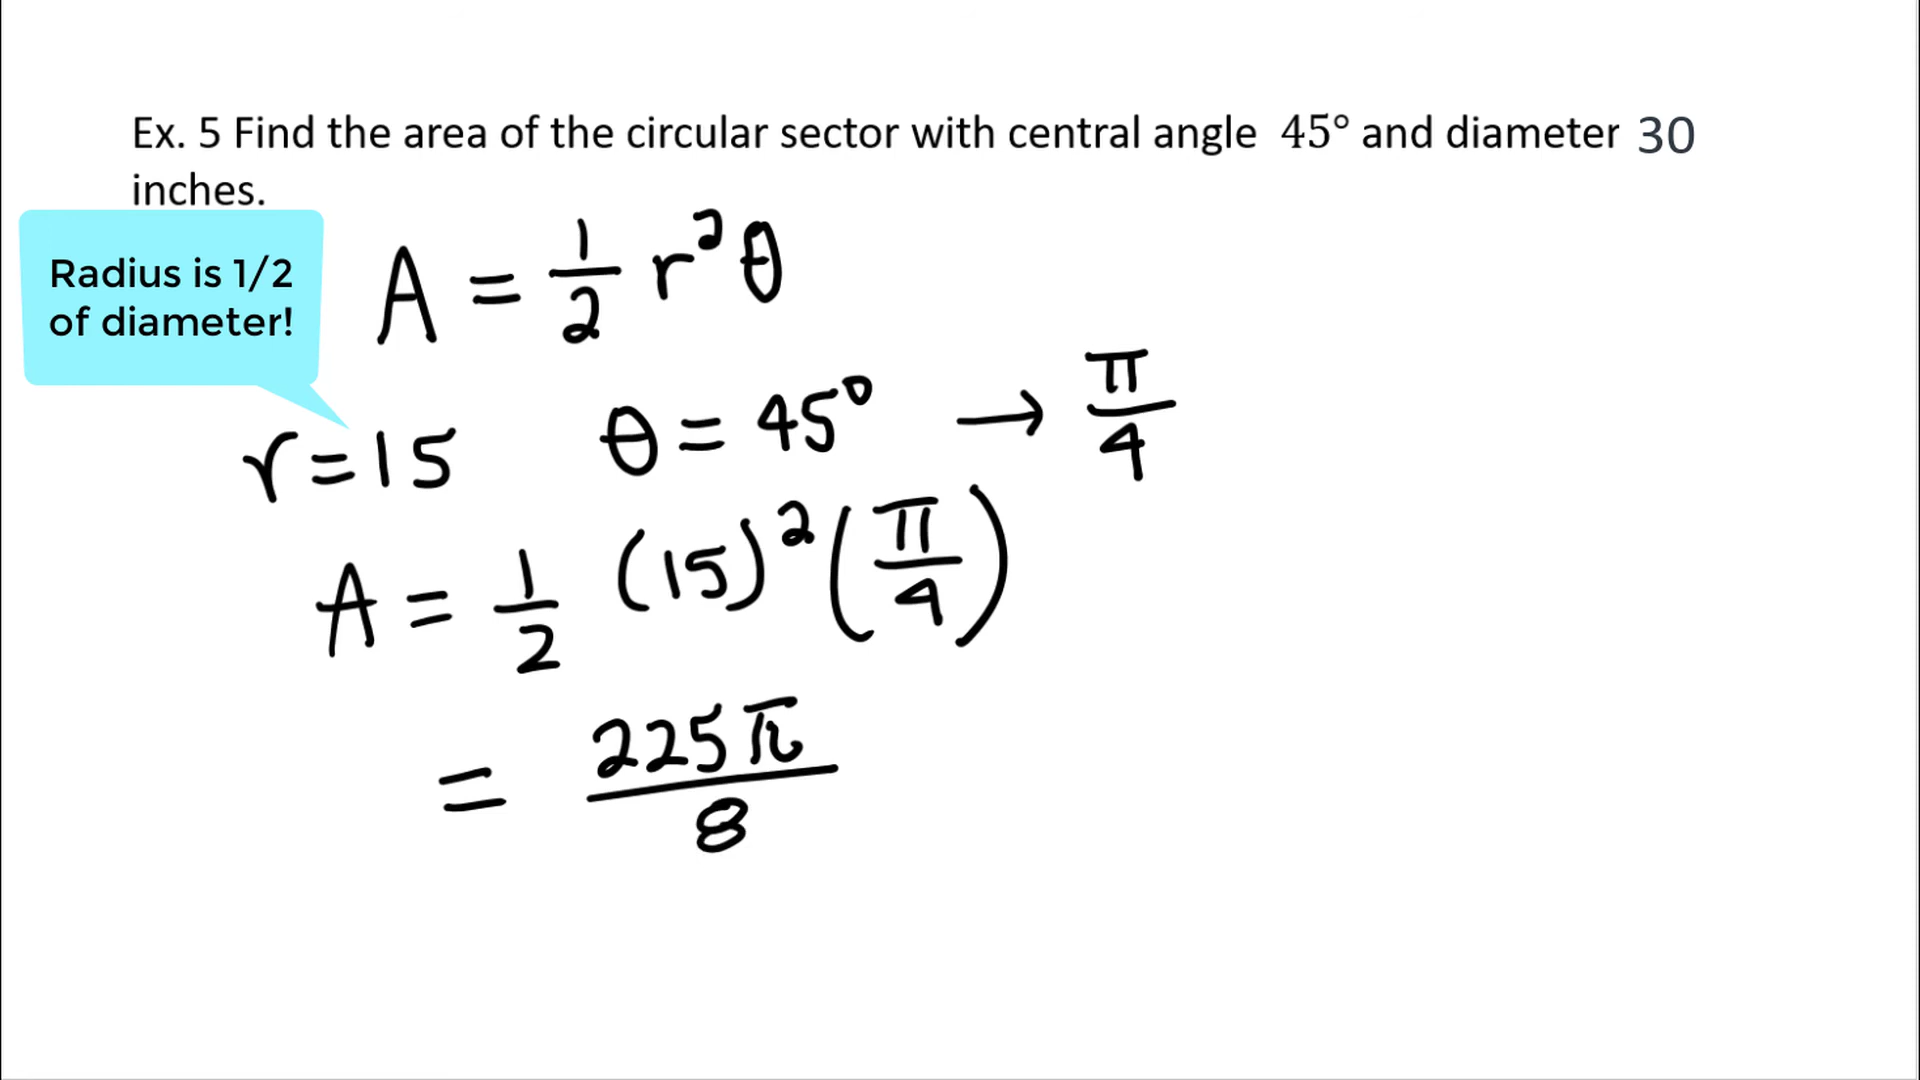 Ex. 5 Find the area of the circular sector with central angle 45° and diameter 30
inches.
Radius is 1/2
of diameter!
A = 1/2 r²θ
r = 15 θ = 45° → π/4
A = 1/2 (15)² (π/4)
= 225π/8